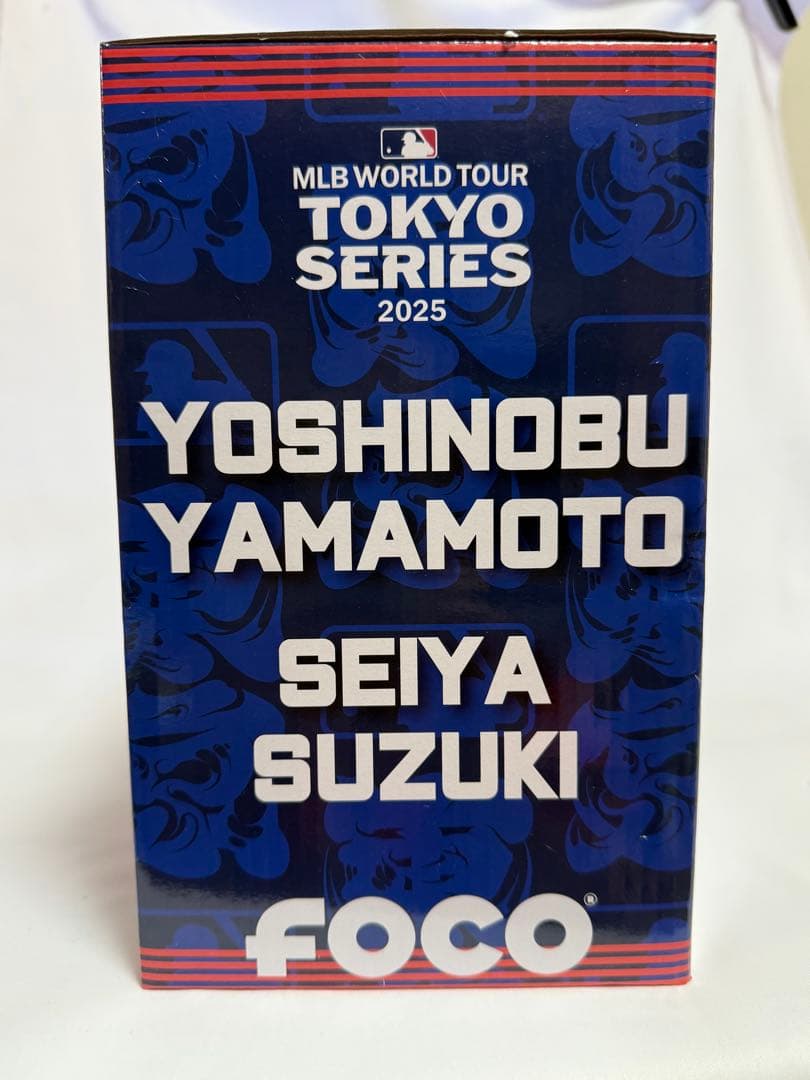 MLB WORLD TOUR
TOKYO
SERIES
2025
YOSHINOBU
YAMAMOTO
SEIYA
SUZUKI
FOCO®